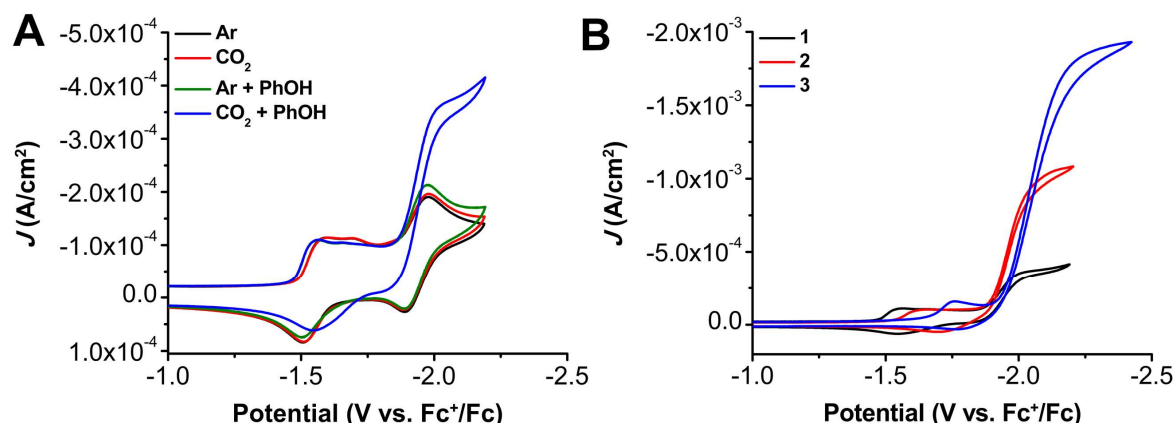 A
Ar
CO₂
Ar + PhOH
CO₂ + PhOH
-5.0x10⁻⁴
-4.0x10⁻⁴
-3.0x10⁻⁴
-2.0x10⁻⁴
-1.0x10⁻⁴
0.0
1.0x10⁻⁴
J (A/cm²)
-1.0 -1.5 -2.0 -2.5
Potential (V vs. Fc⁺/Fc)
B
1
2
3
-2.0x10⁻³
-1.5x10⁻³
-1.0x10⁻³
-5.0x10⁻⁴
0.0
J (A/cm²)
-1.0 -1.5 -2.0 -2.5
Potential (V vs. Fc⁺/Fc)